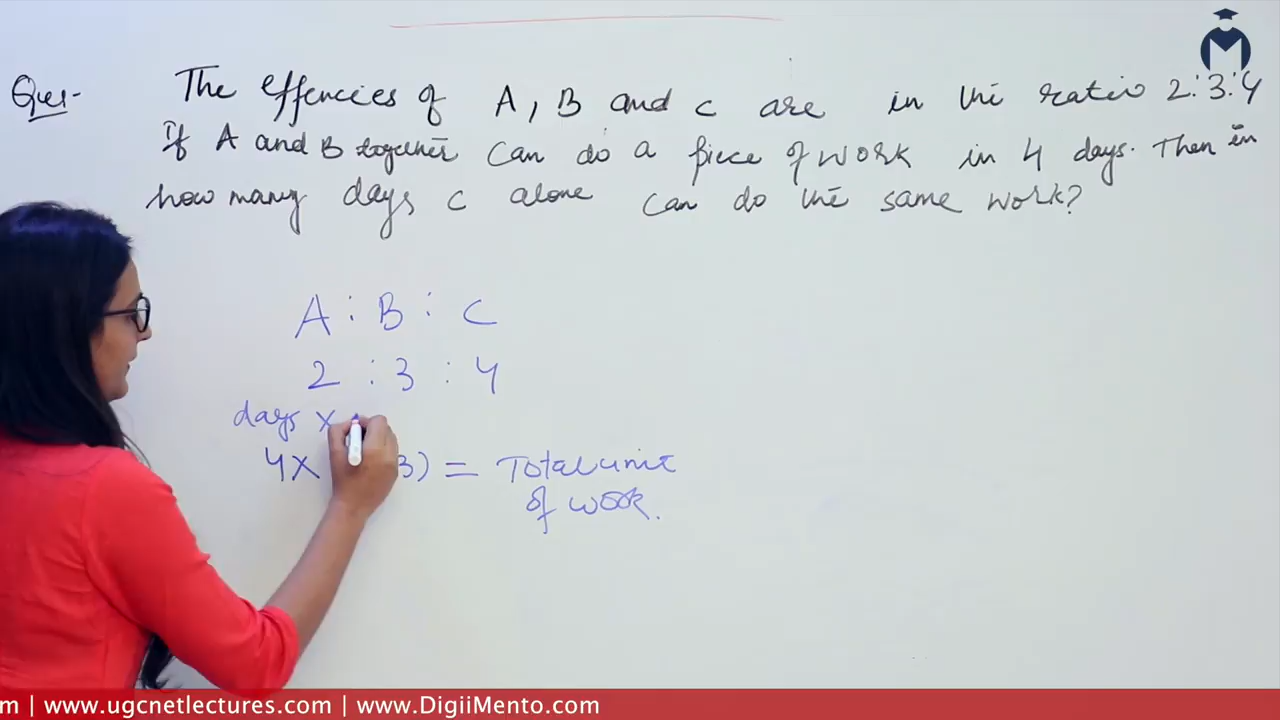 Ques- The effencies of A, B and C are in the ratio 2:3:4
If A and B together can do a piece of work in 4 days. Then in
how many days C alone can do the same work?
A : B : C
2 : 3 : 4
days ×
4× 3) = Total unit
of work.
m | www.ugcnetlectures.com | www.DigiiMento.com